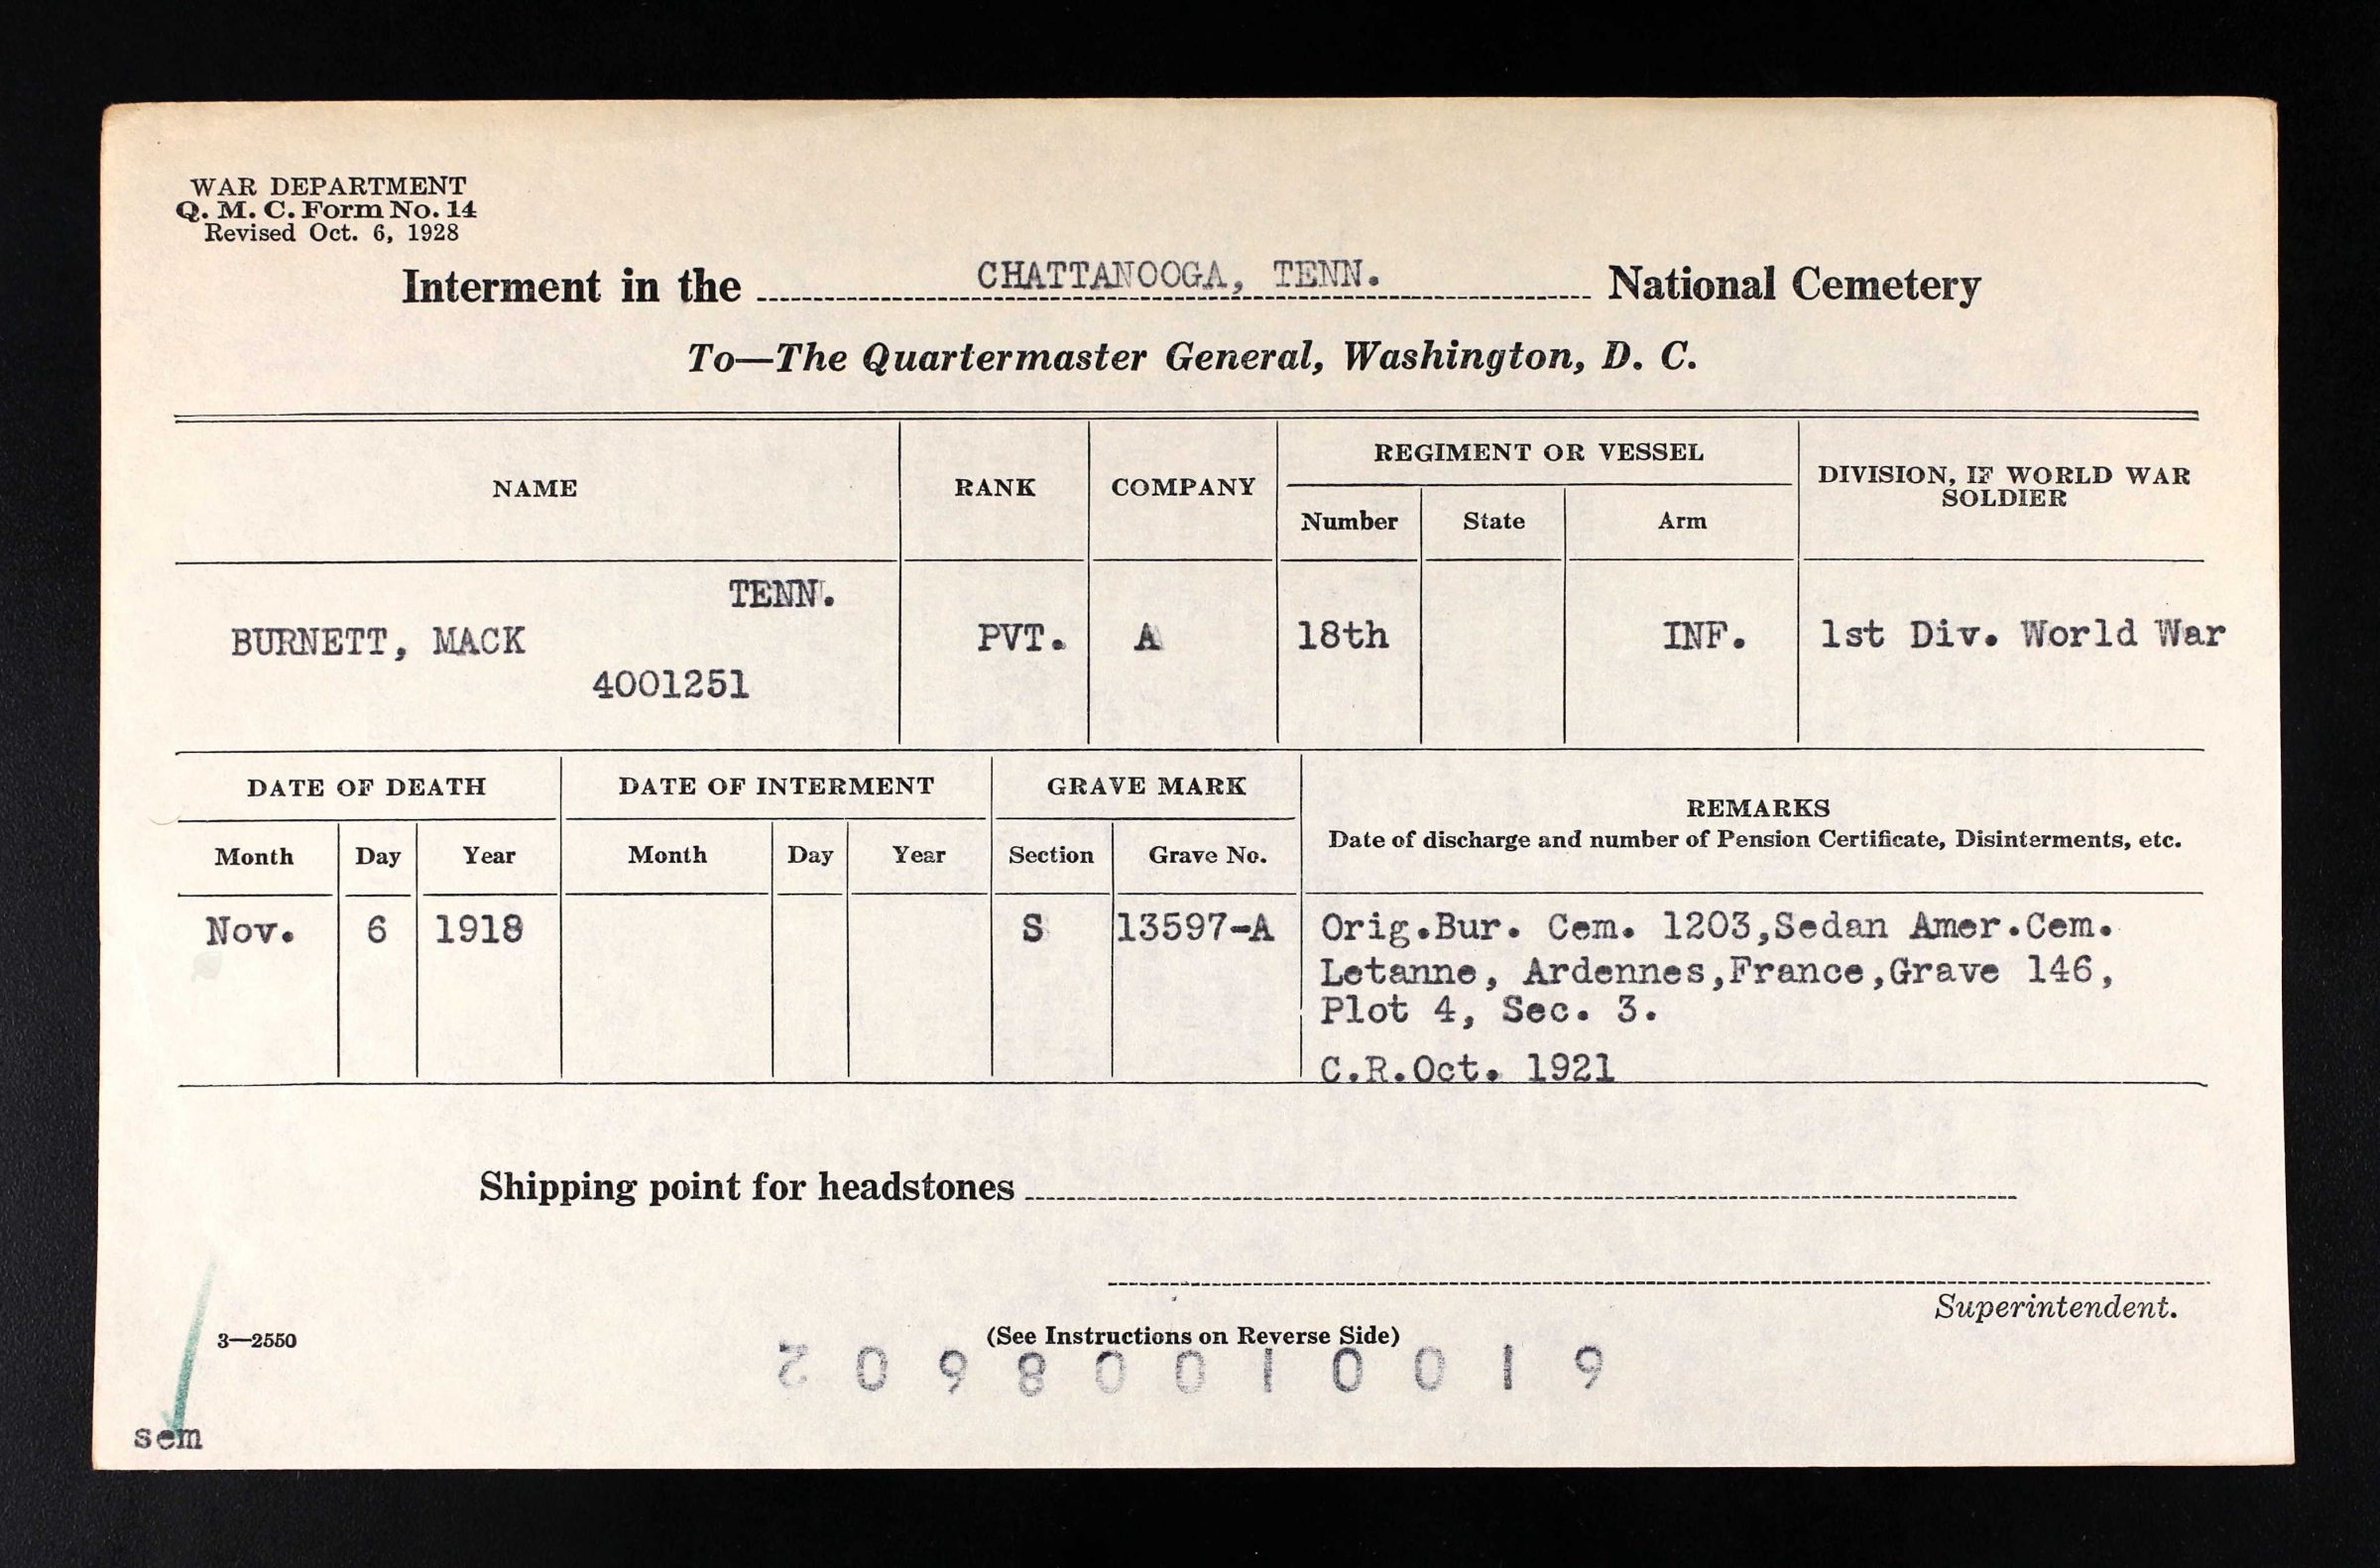 WAR DEPARTMENT
Q. M. C. Form No. 14
Revised Oct. 6, 1928
Interment in the CHATTANOOGA, TENN. National Cemetery
To—The Quartermaster General, Washington, D. C.
NAME
RANK
COMPANY
REGIMENT OR VESSEL
Number State Arm
DIVISION, IF WORLD WAR
SOLDIER
TENN.
BURNETT, MACK PVT. A 18th INF. 1st Div. World War
4001251
DATE OF DEATH DATE OF INTERMENT GRAVE MARK
REMARKS
Date of discharge and number of Pension Certificate, Disinterments, etc.
Month Day Year Month Day Year Section Grave No.
Nov. 6 1918 S 13597-A Orig.Bur. Cem. 1203,Sedan Amer.Cem.
Letanne, Ardennes,France,Grave 146,
Plot 4, Sec. 3.
C.R.Oct. 1921
Shipping point for headstones
Superintendent.
3—2550
(See Instructions on Reverse Side)
61001008602
sem